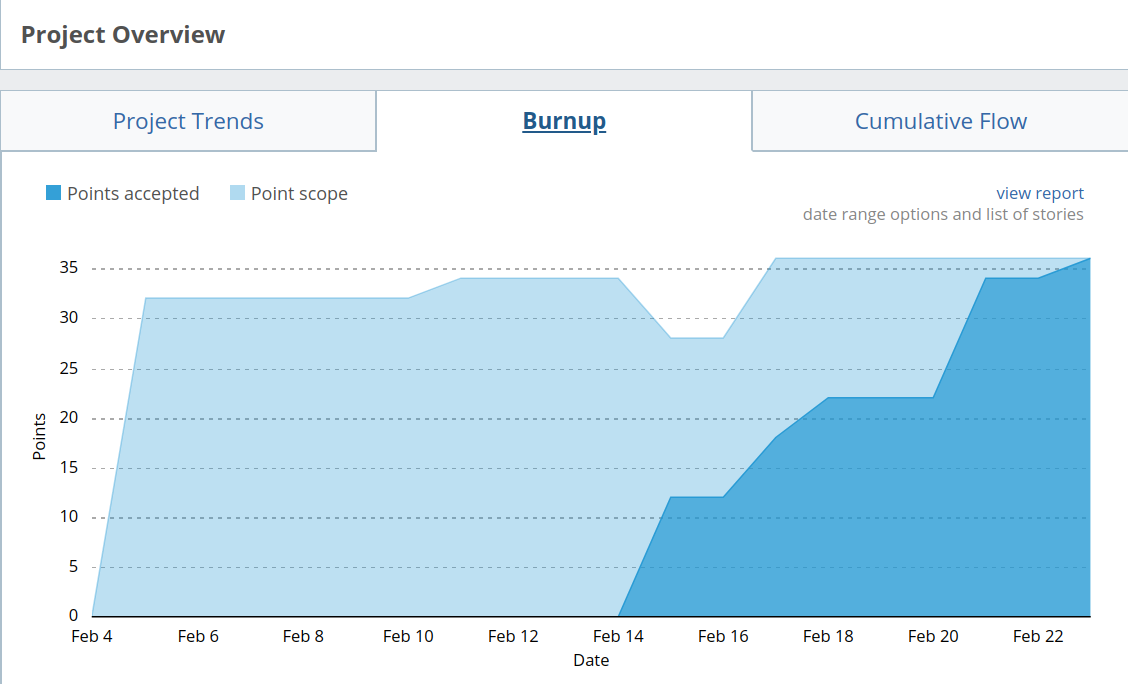 Project Overview
Project Trends
Burnup
Cumulative Flow
Points accepted
Point scope
view report
date range options and list of stories
35
30
25
20
15
10
5
0
Points
Feb 4
Feb 6
Feb 8
Feb 10
Feb 12
Feb 14
Feb 16
Feb 18
Feb 20
Feb 22
Date